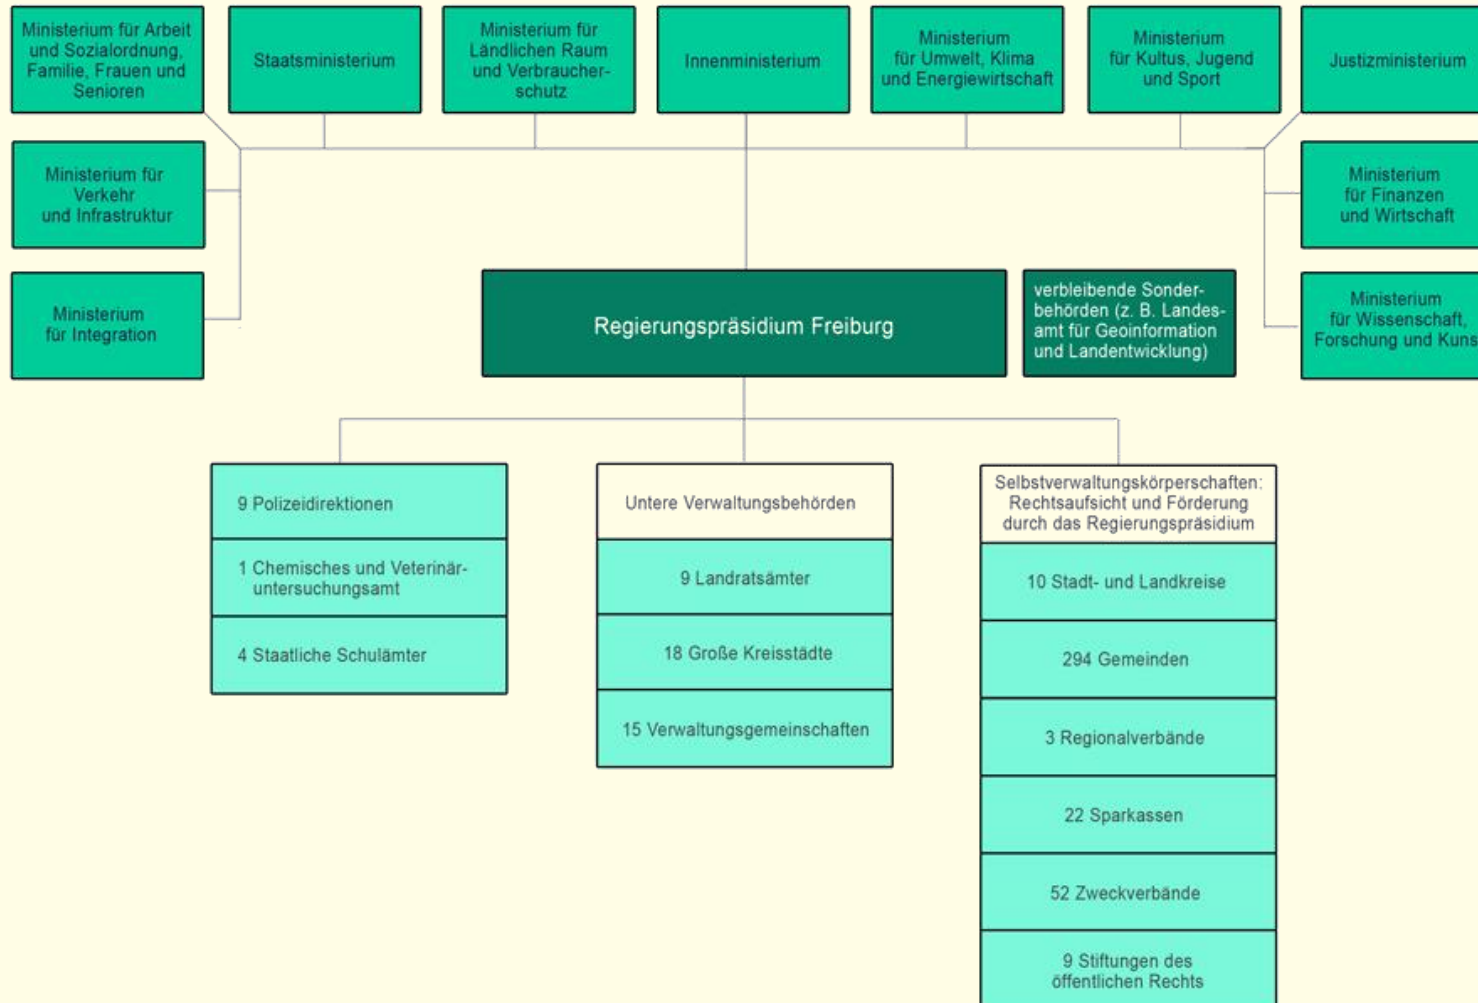 Ministerium für Arbeit
und Sozialordnung,
Familie, Frauen und
Senioren
Staatsministerium
Ministerium für
Ländlichen Raum
und Verbraucher-
schutz
Innenministerium
Ministerium
für Umwelt, Klima
und Energiewirtschaft
Ministerium
für Kultus, Jugend
und Sport
Justizministerium
Ministerium für
Verkehr
und Infrastruktur
Ministerium
für Finanzen
und Wirtschaft
Ministerium
für Integration
Regierungspräsidium Freiburg
verbleibende Sonder-
behörden (z. B. Landes-
amt für Geoinformation
und Landentwicklung)
Ministerium
für Wissenschaft,
Forschung und Kuns
9 Polizeidirektionen
1 Chemisches und Veterinär-
untersuchungsamt
4 Staatliche Schulämter
Untere Verwaltungsbehörden
9 Landratsämter
18 Große Kreisstädte
15 Verwaltungsgemeinschaften
Selbstverwaltungskörperschaften:
Rechtsaufsicht und Förderung
durch das Regierungspräsidium
10 Stadt- und Landkreise
294 Gemeinden
3 Regionalverbände
22 Sparkassen
52 Zweckverbände
9 Stiftungen des
öffentlichen Rechts